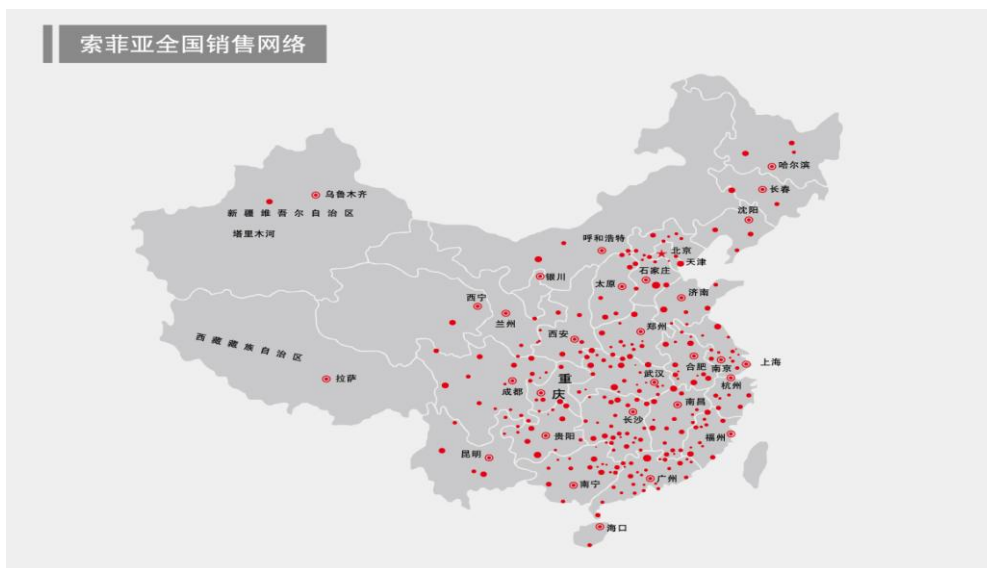 索菲亚全国销售网络
哈尔滨
长春
乌鲁木齐
沈阳
新疆维吾尔自治区
塔里木河
呼和浩特
北京
天津
石家庄
银川
太原
济南
西宁
兰州
郑州
西安
西藏藏族自治区
合肥
南京
上海
拉萨
成都
重庆
武汉
杭州
南昌
长沙
贵阳
福州
昆明
南宁
广州
海口